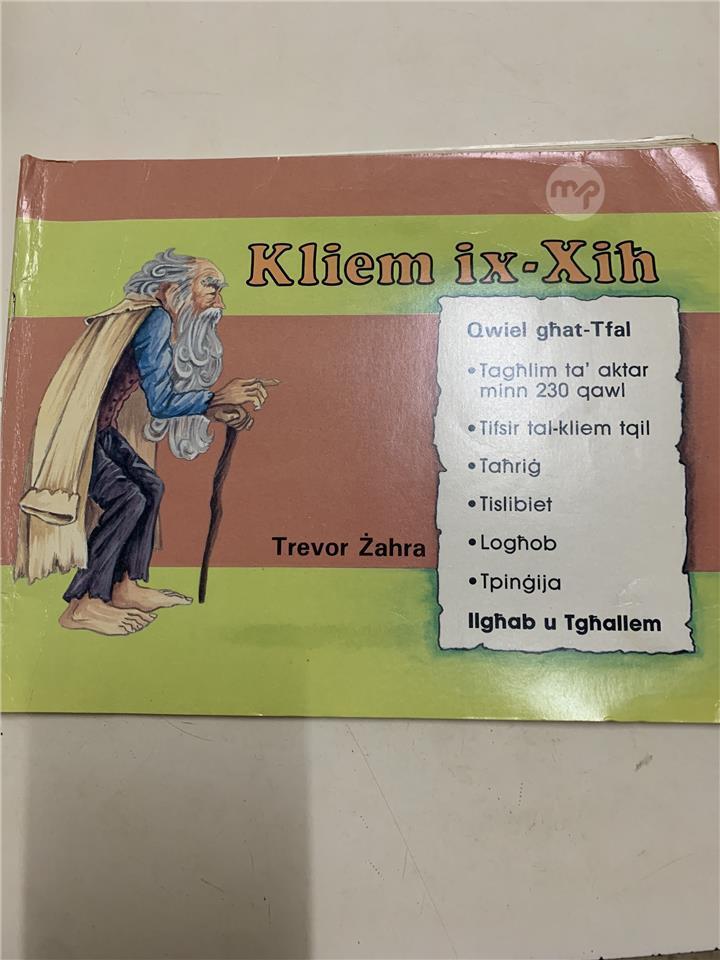 mp
Kliem ix-Xiħ
Qwiel għat-Tfal
• Tagħlim ta' aktar
minn 230 qawl
• Tifsir tal-kliem tqil
• Taħriġ
• Tislibiet
• Logħob
• Tpinġija
Ilgħab u Tgħallem
Trevor Żahra